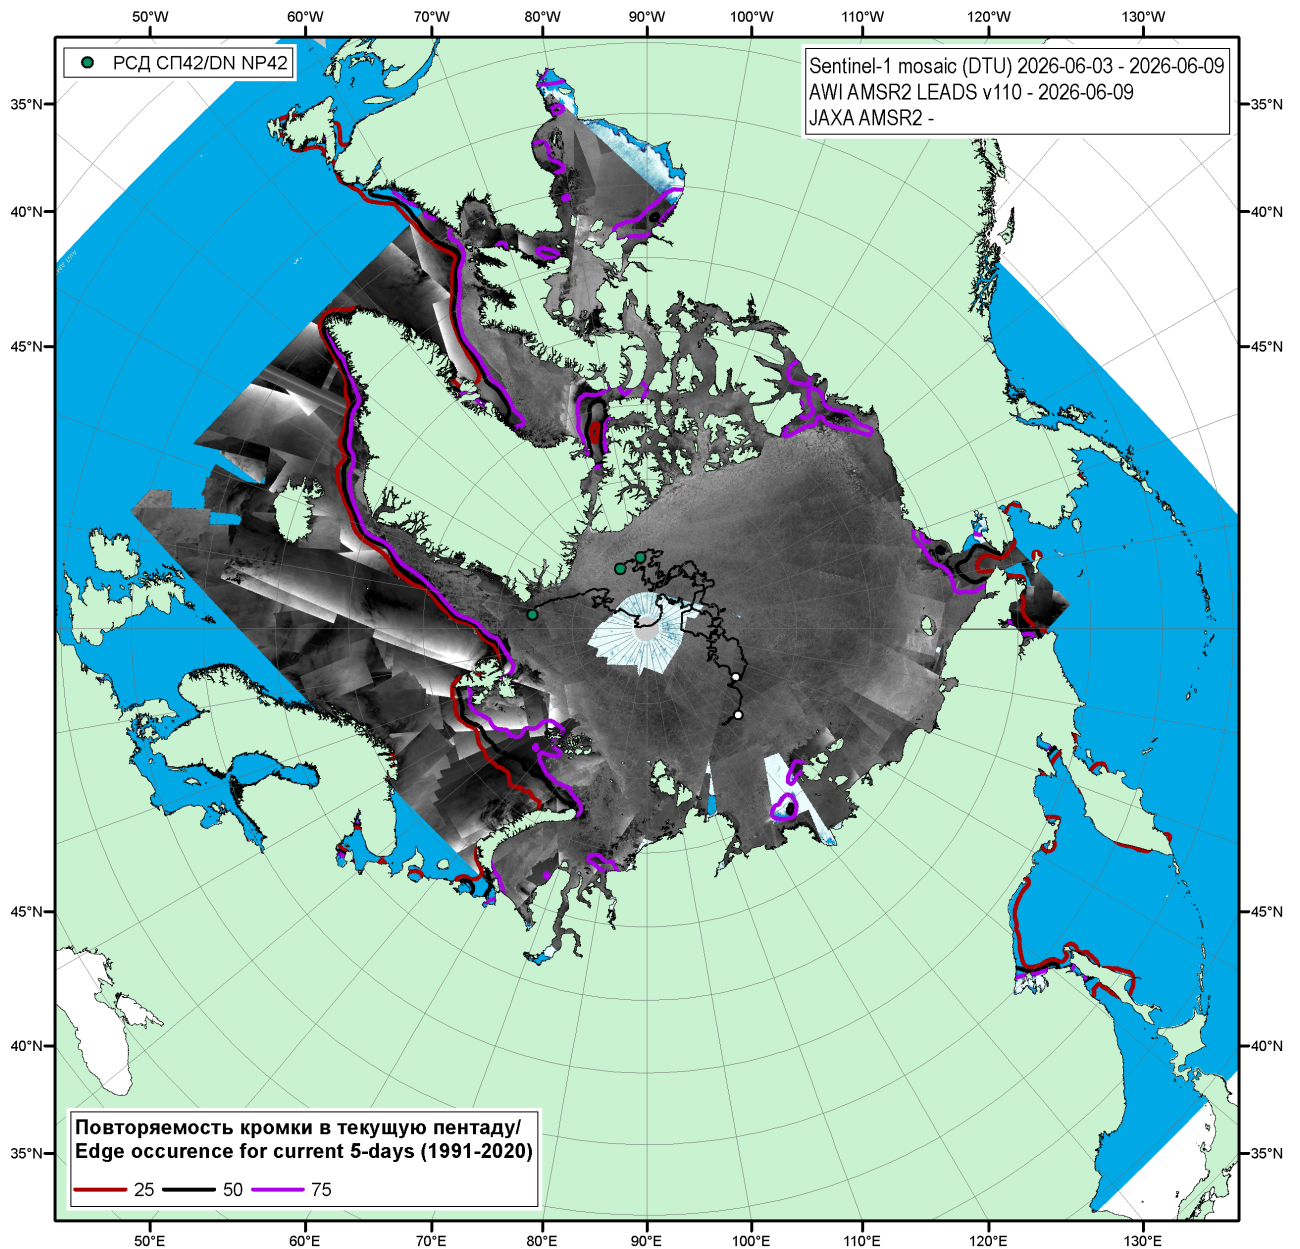 60°W 70°W 80°W 90°W 100°W 110°W 120°W 130°W
50°W
РСД СП42/DN NP42
Sentinel-1 mosaic (DTU) 2026-06-03 - 2026-06-09
AWI AMSR2 LEADS v110 - 2026-06-09
JAXA AMSR2 -
35°N 35°N
40°N 40°N
45°N 45°N
45°N 45°N
40°N 40°N
35°N 35°N
Повторяемость кромки в текущую пентаду/
Edge occurence for current 5-days (1991-2020)
25 50 75
50°E 60°E 70°E 80°E 90°E 100°E 110°E 120°E 130°E